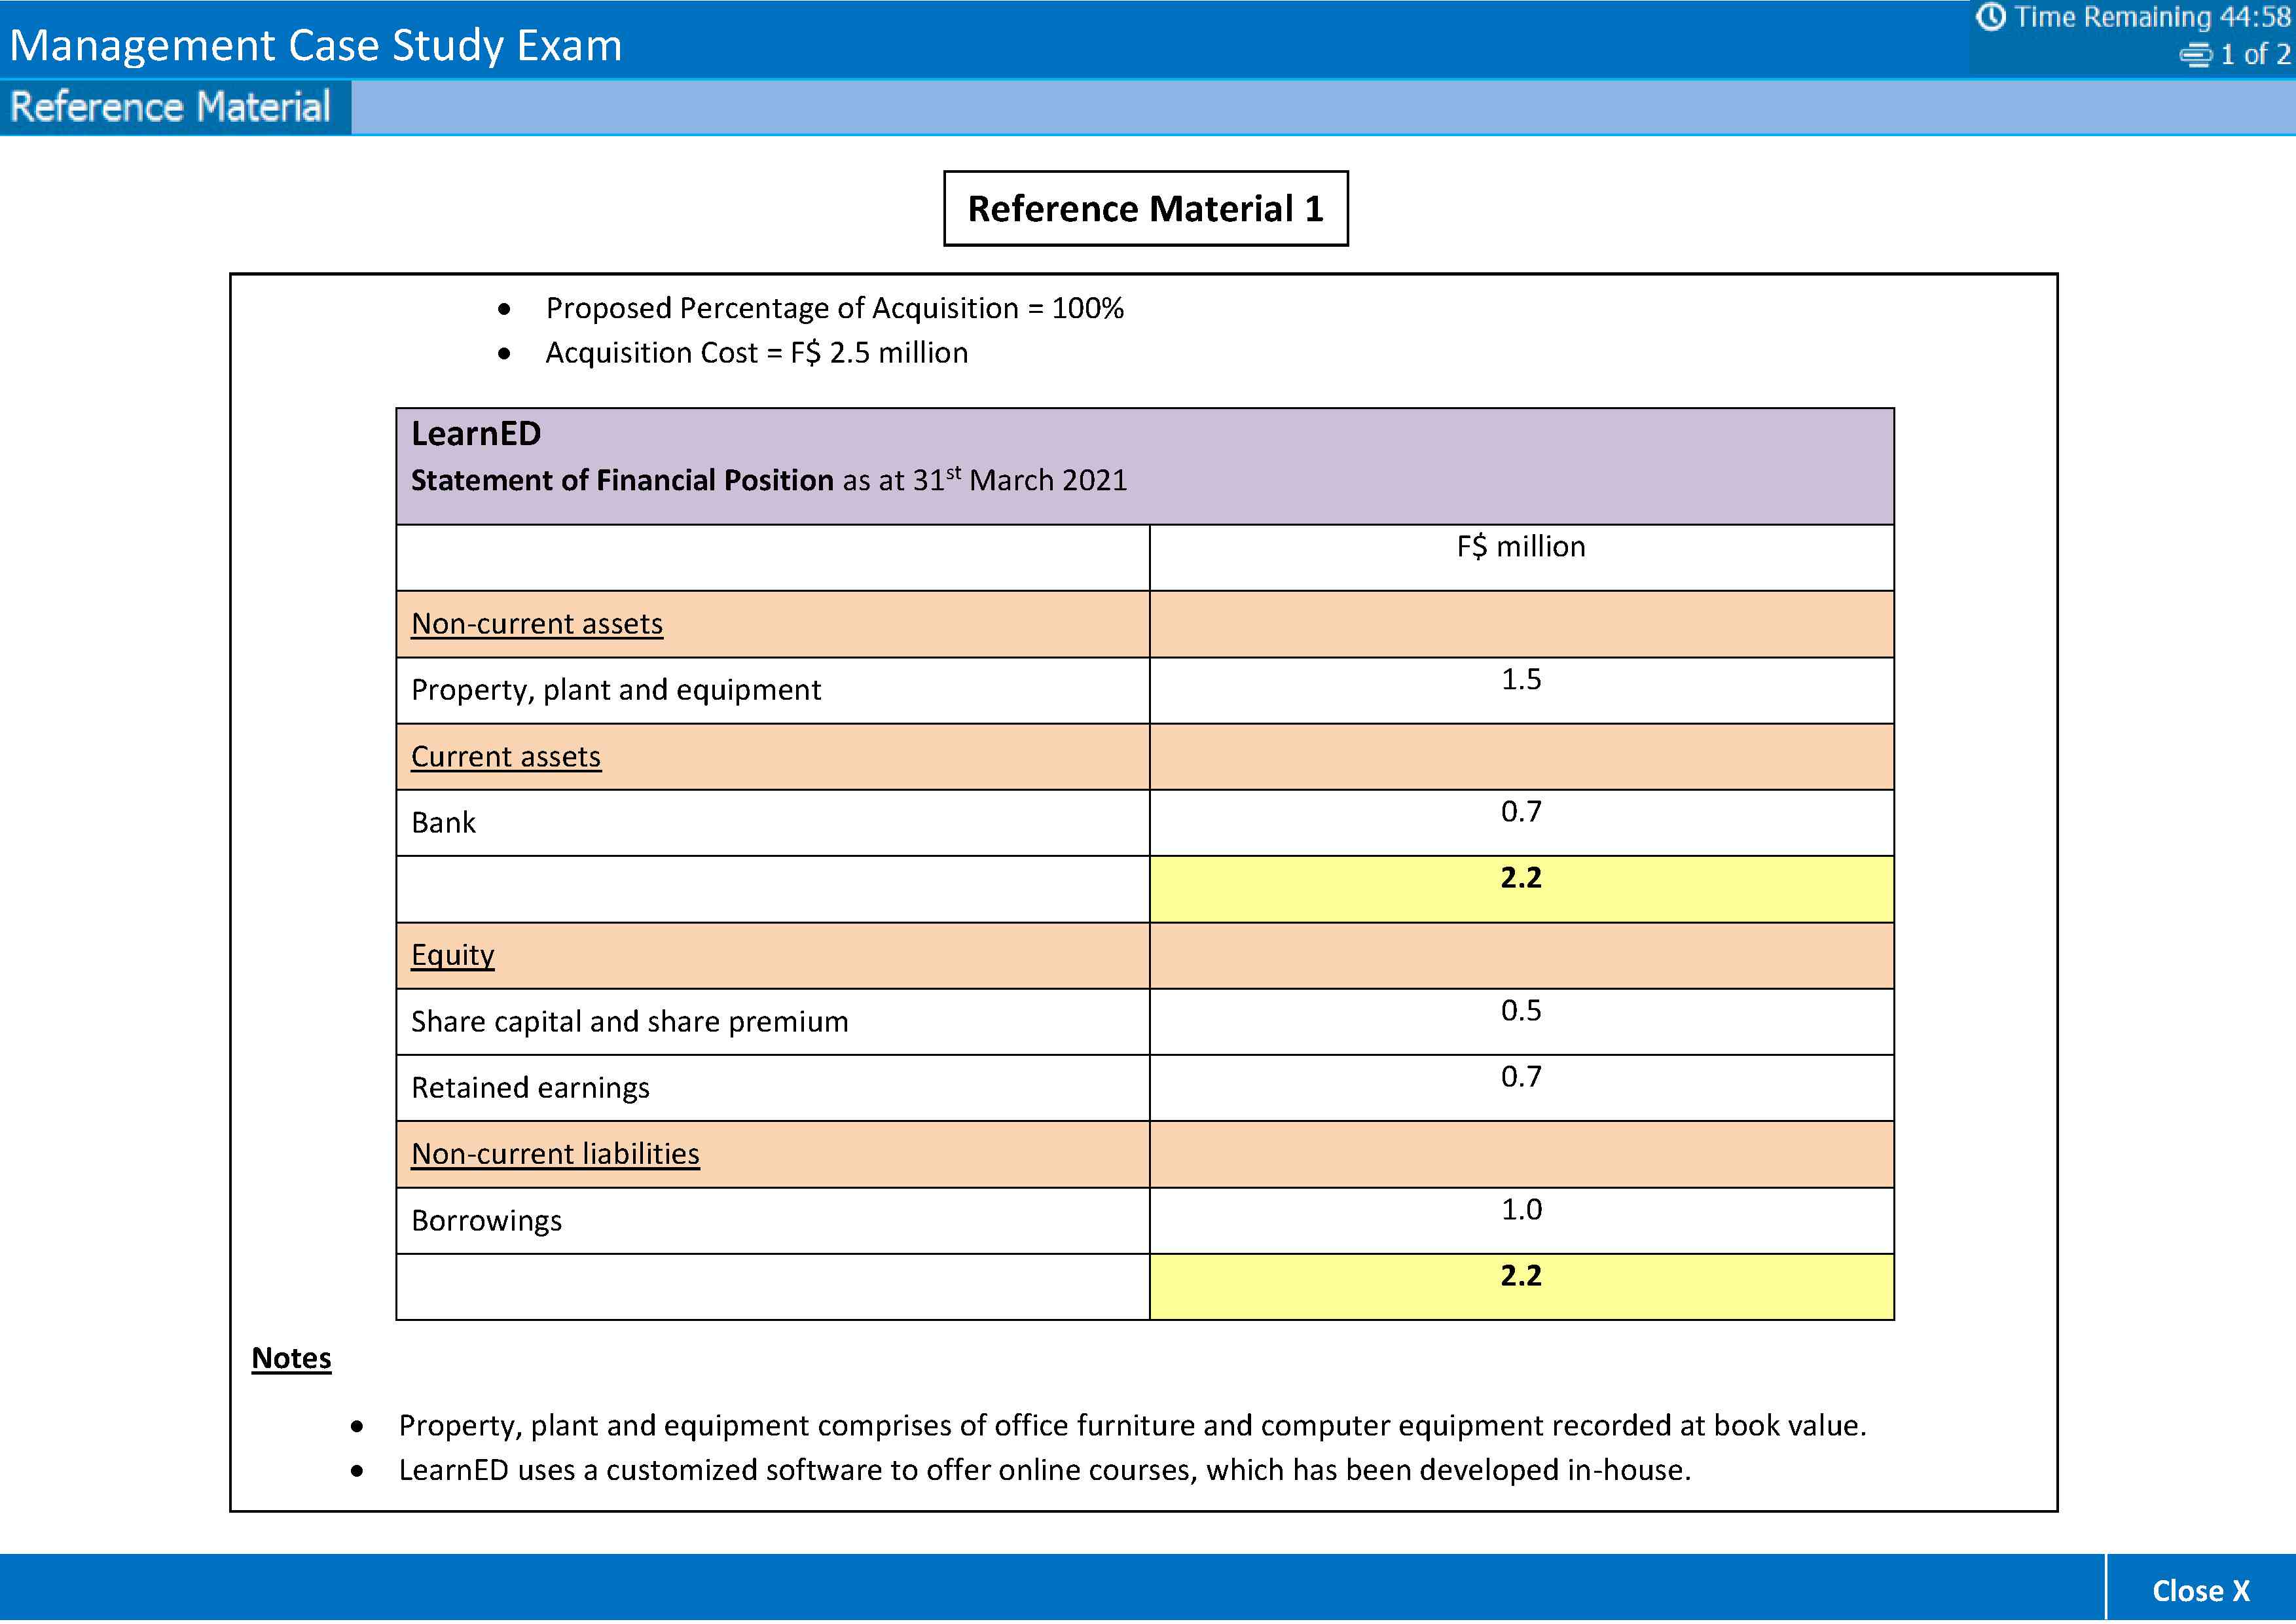 Management Case Study Exam
Time Remaining 44:58
1 of 2
Reference Material
Reference Material 1
• Proposed Percentage of Acquisition = 100%
• Acquisition Cost = F$ 2.5 million
LearnED
Statement of Financial Position as at 31st March 2021
F$ million
Non-current assets
Property, plant and equipment 1.5
Current assets
Bank 0.7
2.2
Equity
Share capital and share premium 0.5
Retained earnings 0.7
Non-current liabilities
Borrowings 1.0
2.2
Notes
• Property, plant and equipment comprises of office furniture and computer equipment recorded at book value.
• LearnED uses a customized software to offer online courses, which has been developed in-house.
Close X